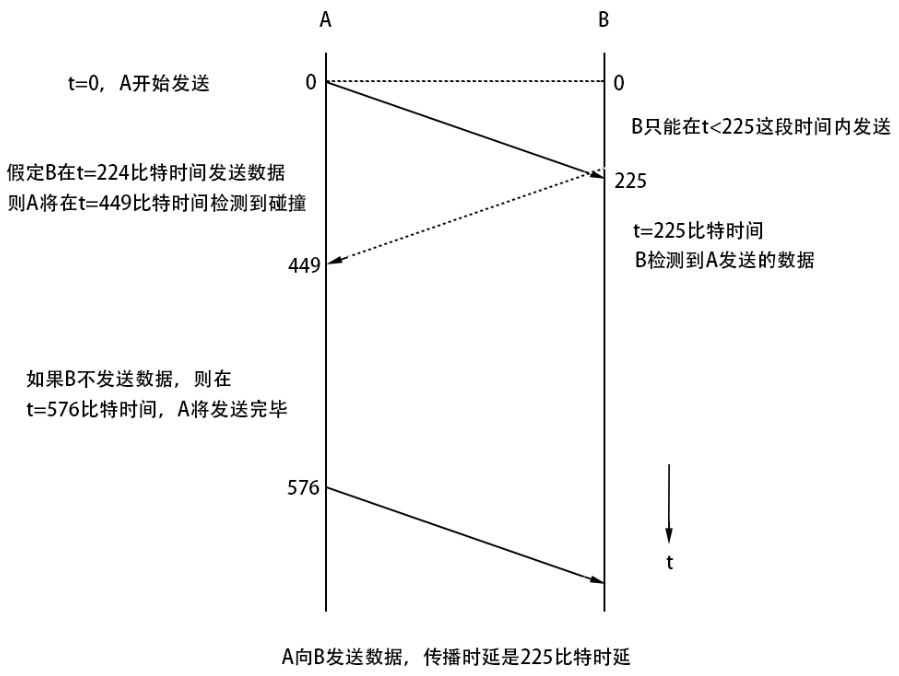 A
B
t=0，A开始发送
0
0
B只能在t<225这段时间内发送
假定B在t=224比特时间发送数据
则A将在t=449比特时间检测到碰撞
225
t=225比特时间
B检测到A发送的数据
449
如果B不发送数据，则在
t=576比特时间，A将发送完毕
576
t
A向B发送数据，传播时延是225比特时延